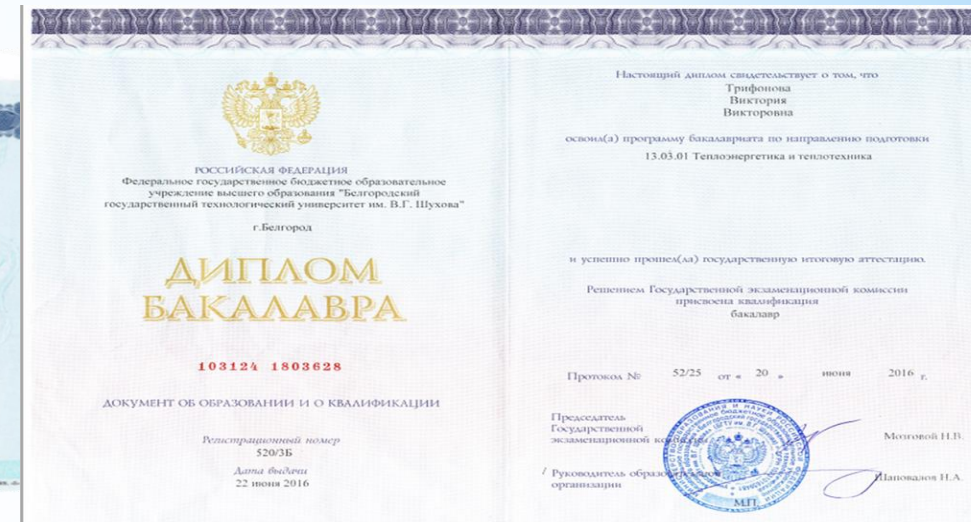 РОССИЙСКАЯ ФЕДЕРАЦИЯ
Федеральное государственное бюджетное образовательное
учреждение высшего образования "Белгородский
государственный технологический университет им. В.Г. Шухова"
г.Белгород
ДИПЛОМ
БАКАЛАВРА
103124 1803628
ДОКУМЕНТ ОБ ОБРАЗОВАНИИ И О КВАЛИФИКАЦИИ
Регистрационный номер
520/ЗБ
Дата выдачи
22 июня 2016
Настоящий диплом свидетельствует о том, что
Трифонова
Виктория
Викторовна
освоил(а) программу бакалавриата по направлению подготовки
13.03.01 Теплоэнергетика и теплотехника
и успешно прошел(ла) государственную итоговую аттестацию.
Решением Государственной экзаменационной комиссии
присвоена квалификация
бакалавр
Протокол № 52/25 от « 20 » июня 2016 г.
Председатель
Государственной
экзаменационной комиссии Мозговой Н.В.
Руководитель образовательной
организации Шаповалов Н.А.
М.П.